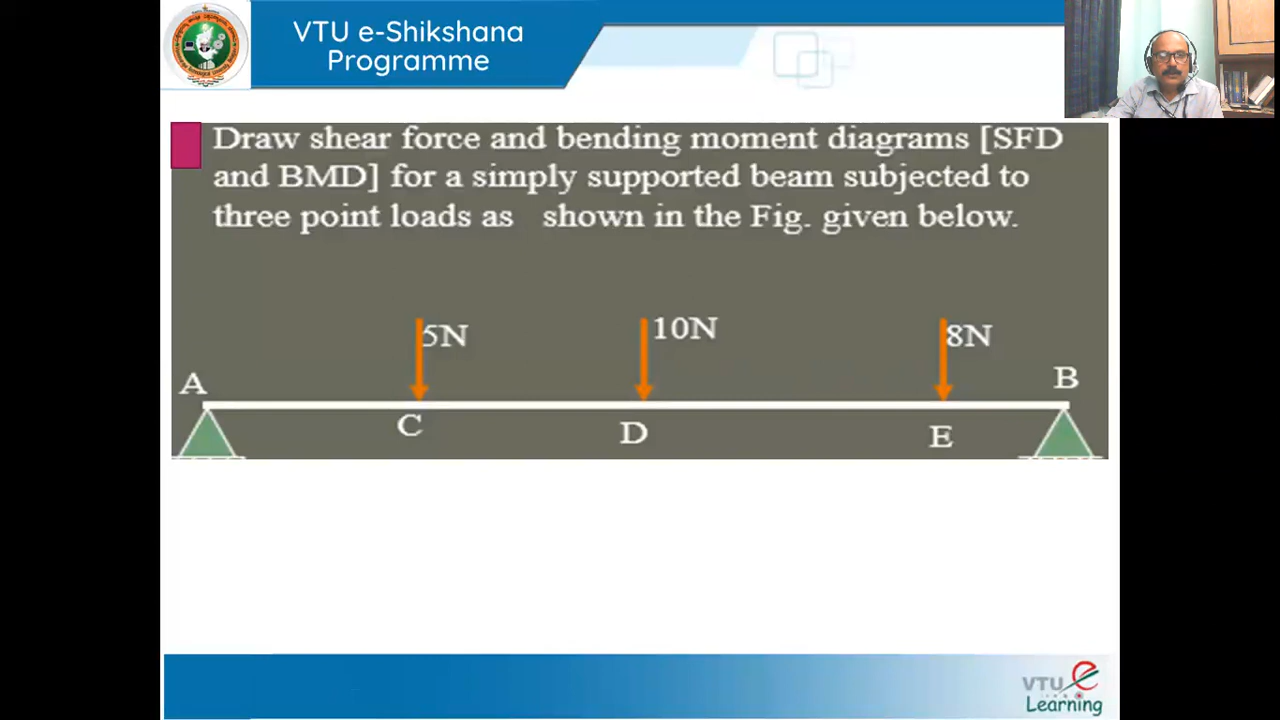 VTU e-Shikshana
Programme
Draw shear force and bending moment diagrams [SFD
and BMD] for a simply supported beam subjected to
three point loads as shown in the Fig. given below.
5N
10N
8N
A
B
C
D
E
VTU e
Learning